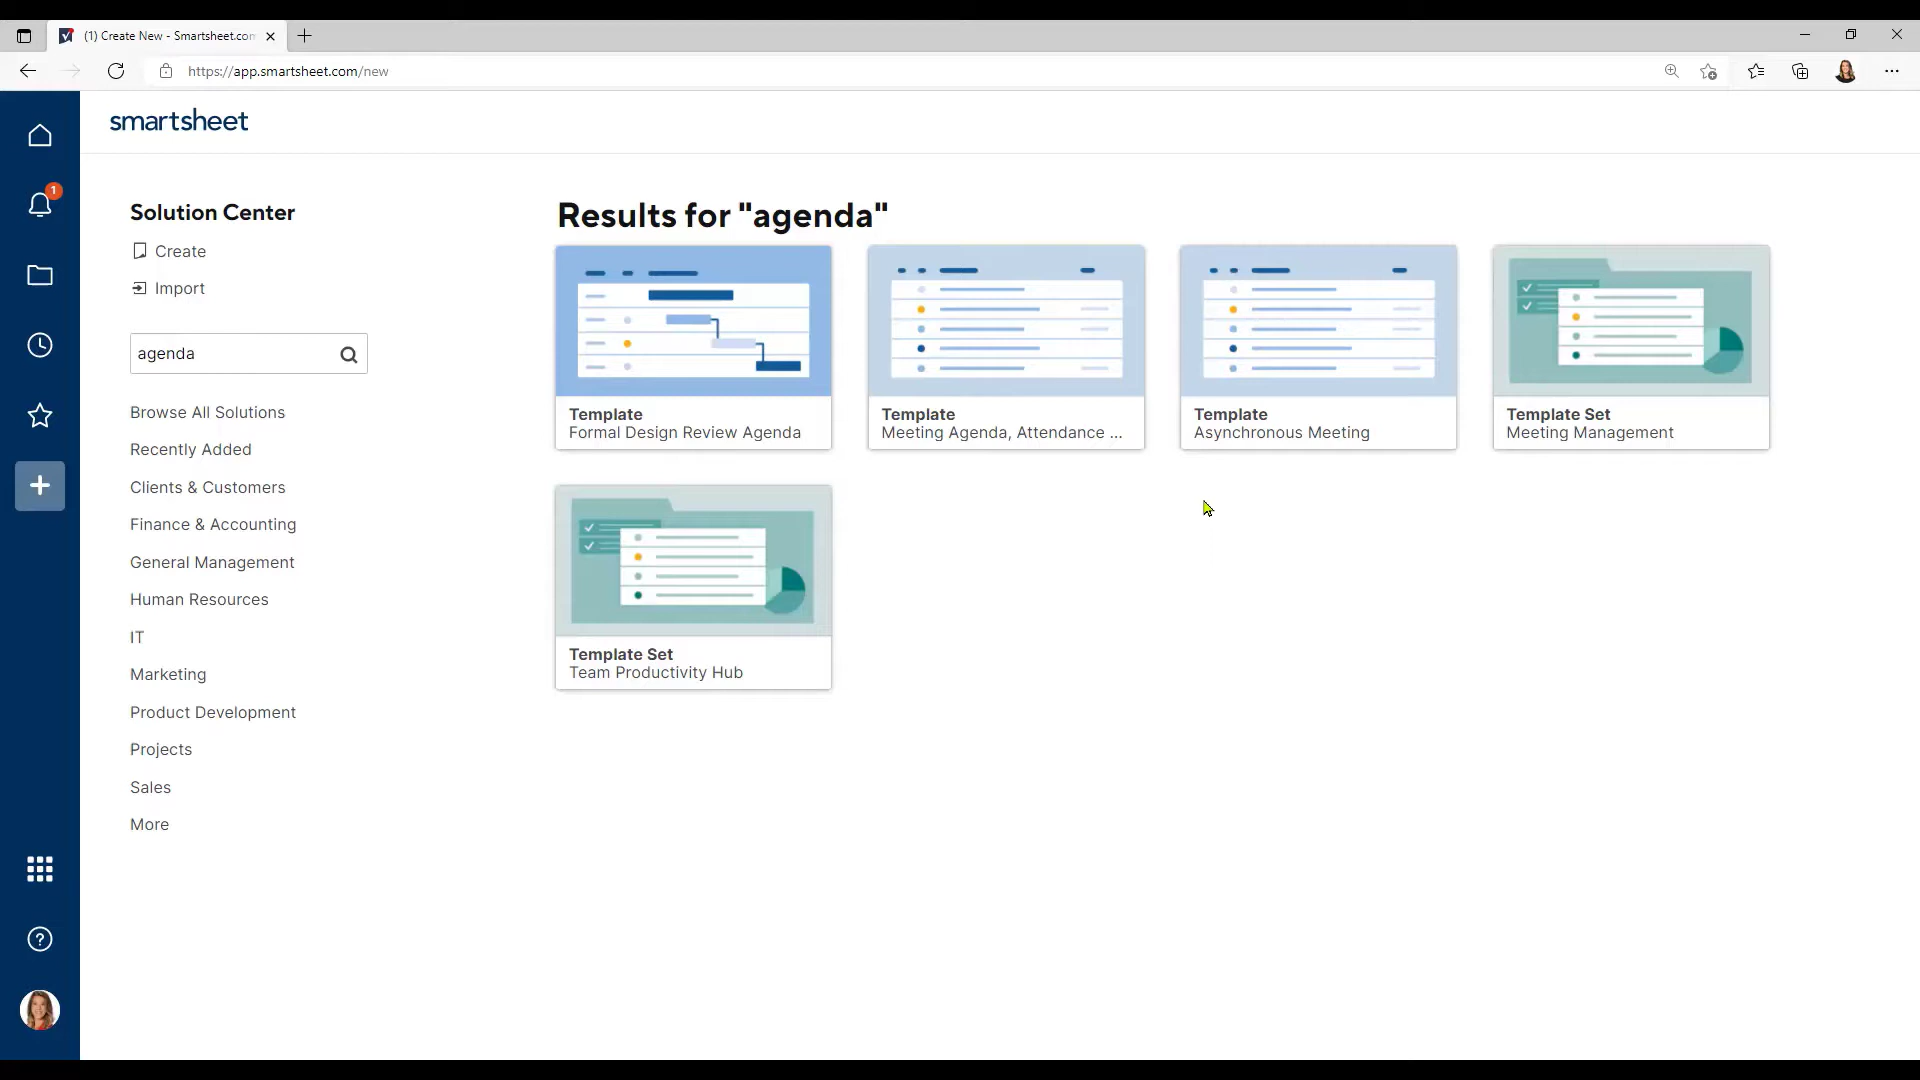 (1) Create New - Smartsheet.com
https://app.smartsheet.com/new
smartsheet
1
Solution Center
Create
Import
agenda
Browse All Solutions
Recently Added
Clients & Customers
Finance & Accounting
General Management
Human Resources
IT
Marketing
Product Development
Projects
Sales
More
Results for "agenda"
Template
Formal Design Review Agenda
Template
Meeting Agenda, Attendance ...
Template
Asynchronous Meeting
Template Set
Meeting Management
Template Set
Team Productivity Hub